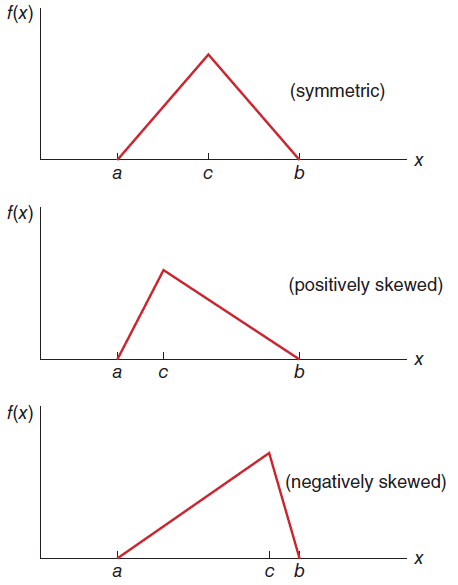 f(x)
(symmetric)
x
a c b
f(x)
(positively skewed)
x
a c b
f(x)
(negatively skewed)
x
a c b